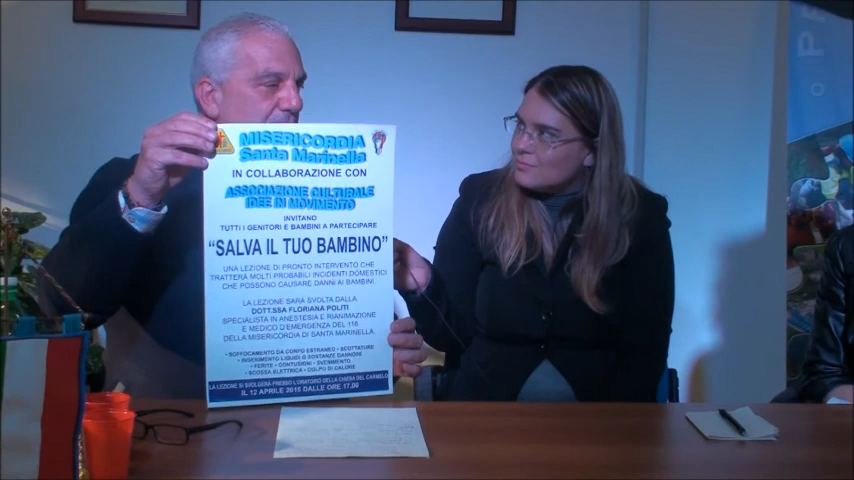 MISERICORDIA
Santa Marinella
IN COLLABORAZIONE CON
ASSOCIAZIONE CULTURALE
IDEE IN MOVIMENTO
INVITANO
TUTTI I GENITORI E BAMBINI A PARTECIPARE
"SALVA IL TUO BAMBINO"
UNA LEZIONE DI PRONTO INTERVENTO CHE
TRATTERÀ MOLTI PROBABILI INCIDENTI DOMESTICI
CHE POSSONO CAUSARE DANNI AI BAMBINI.
LA LEZIONE SARÀ SVOLTA DALLA
DOTT.SSA FLORIANA POLITI
SPECIALISTA IN ANESTESIA E RIANIMAZIONE
E MEDICO D'EMERGENZA DEL 118
DELLA MISERICORDIA DI SANTA MARINELLA.
• SOFFOCAMENTO DA CORPO ESTRANEO • SCOTTATURE
• INGERIMENTO LIQUIDI O SOSTANZE DANNOSE
• FERITE • CONTUSIONI • SVENIMENTO
• SCOSSA ELETTRICA • COLPO DI CALORE
LA LEZIONE SI SVOLGERÀ PRESSO L'ORATORIO DELLA CHIESA DEL CARMELO
IL 12 APRILE 2015 DALLE ORE 17.00